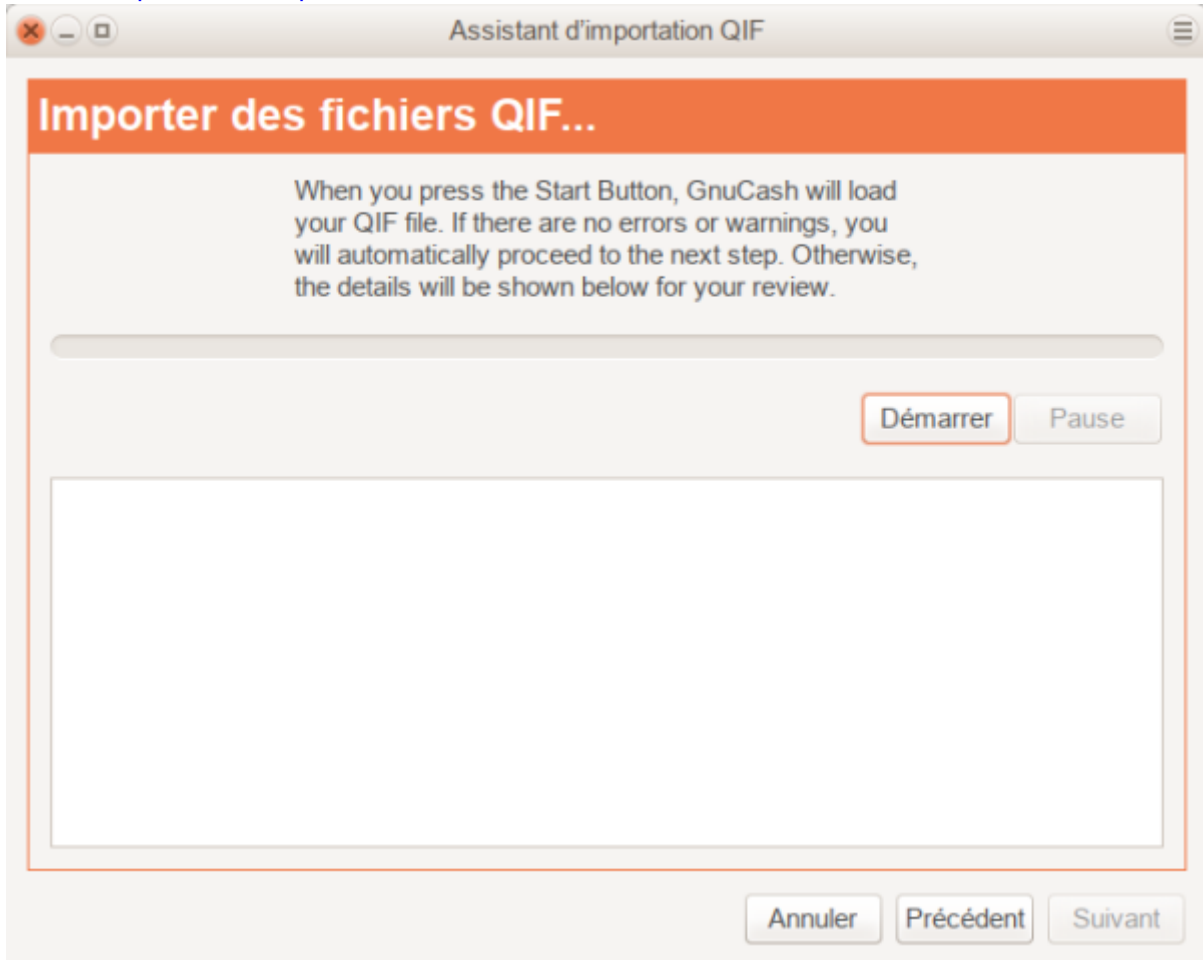 Assistant d'importation QIF
Importer des fichiers QIF...
When you press the Start Button, GnuCash will load
your QIF file. If there are no errors or warnings, you
will automatically proceed to the next step. Otherwise,
the details will be shown below for your review.
Démarrer Pause
Annuler Précédent Suivant